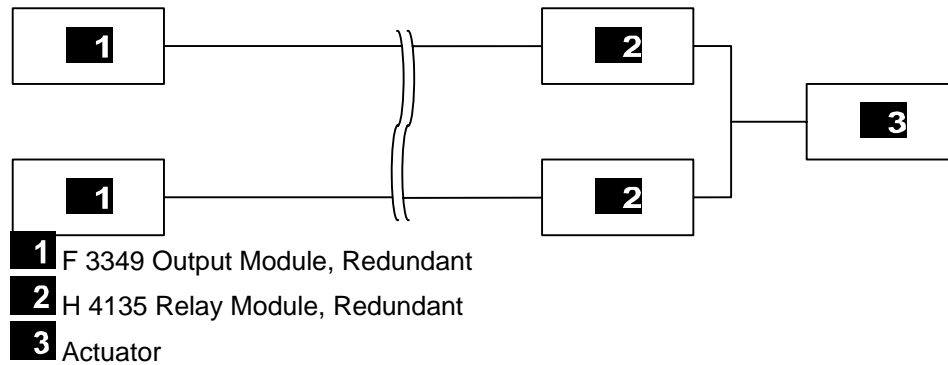 1 2
3
1 2
1 F 3349 Output Module, Redundant
2 H 4135 Relay Module, Redundant
3 Actuator